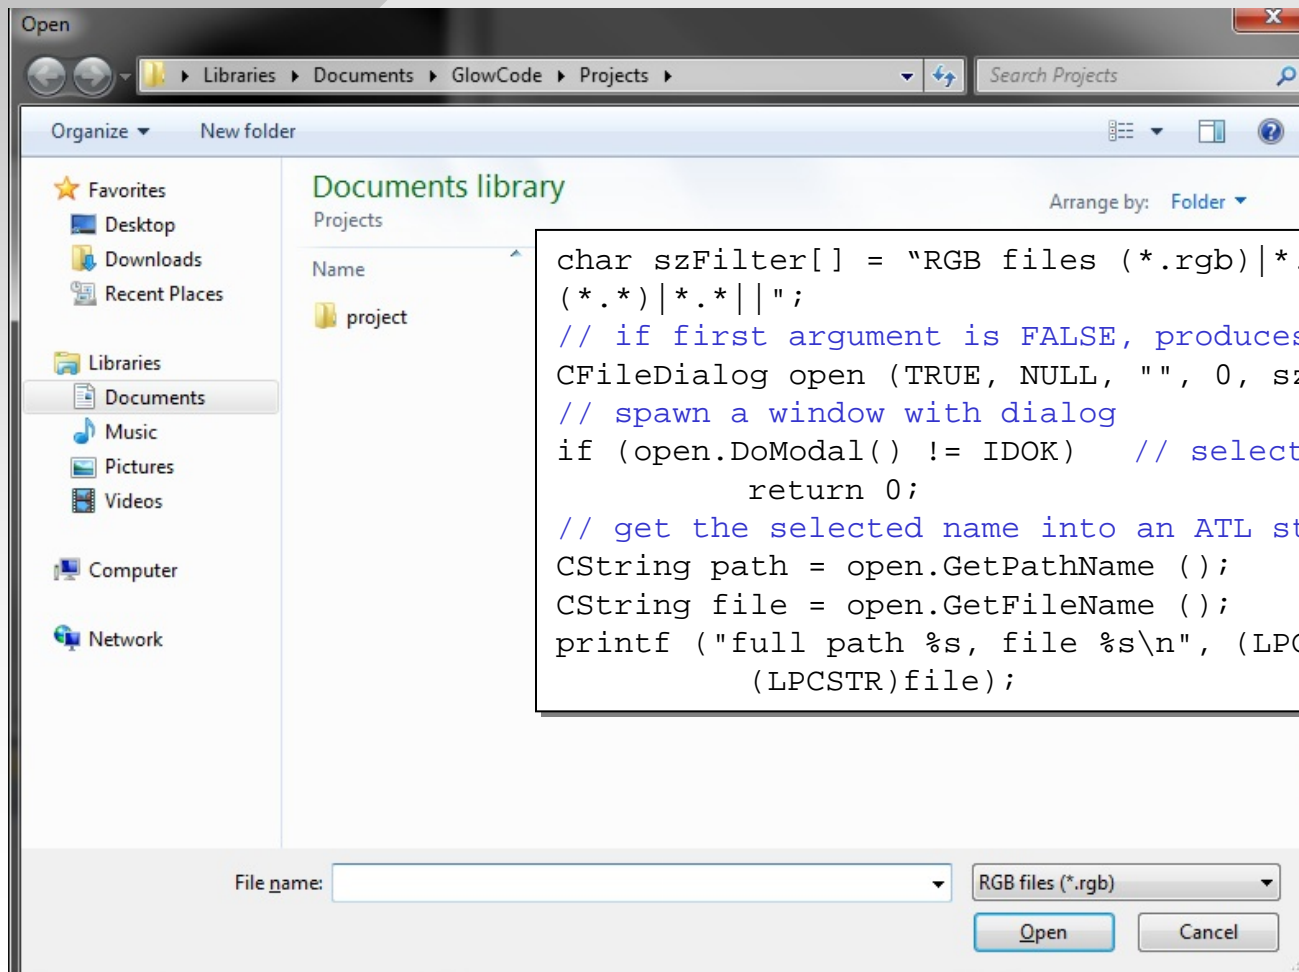 Open
Libraries Documents GlowCode Projects
Search Projects
Organize New folder
Favorites
Desktop
Downloads
Recent Places
Libraries
Documents
Music
Pictures
Videos
Computer
Network
Documents library
Projects
Arrange by: Folder
Name
project
char szFilter[] = “RGB files (*.rgb)|*.
(*.*)|*.*||";
// if first argument is FALSE, produces
CFileDialog open (TRUE, NULL, "", 0, sz
// spawn a window with dialog
if (open.DoModal() != IDOK) // select
return 0;
// get the selected name into an ATL st
CString path = open.GetPathName ();
CString file = open.GetFileName ();
printf ("full path %s, file %s\n", (LPC
(LPCSTR)file);
File name:
RGB files (*.rgb)
Open Cancel